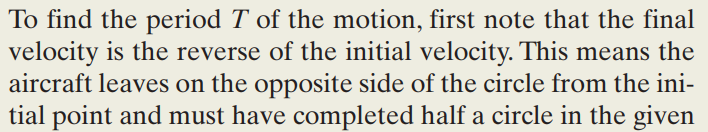 To find the period T of the motion, first note that the final
velocity is the reverse of the initial velocity. This means the
aircraft leaves on the opposite side of the circle from the ini-
tial point and must have completed half a circle in the given